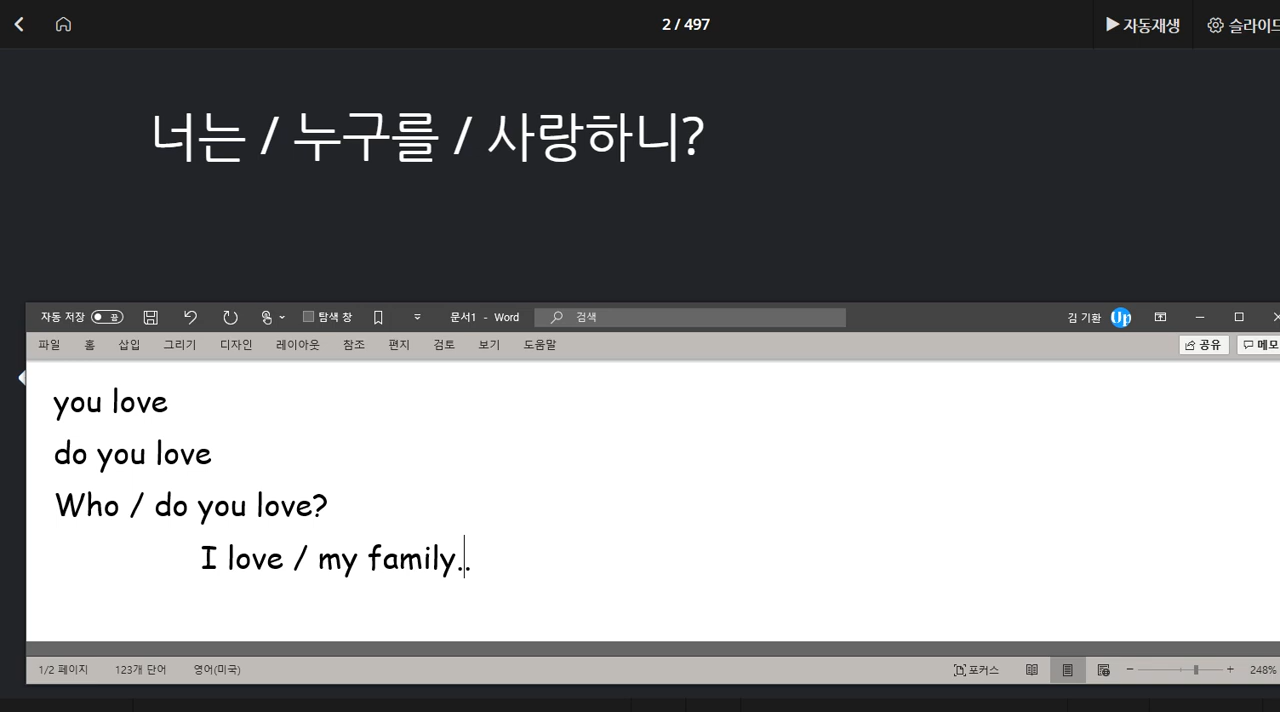 2 / 497
자동재생
슬라이드
너는 / 누구를 / 사랑하니?
자동 저장 끔
탐색 창
문서1 - Word
검색
김 기환
Up
파일 홈 삽입 그리기 디자인 레이아웃 참조 편지 검토 보기 도움말
공유
메모
you love
do you love
Who / do you love?
I love / my family..
1/2 페이지 123개 단어 영어(미국)
포커스
248%